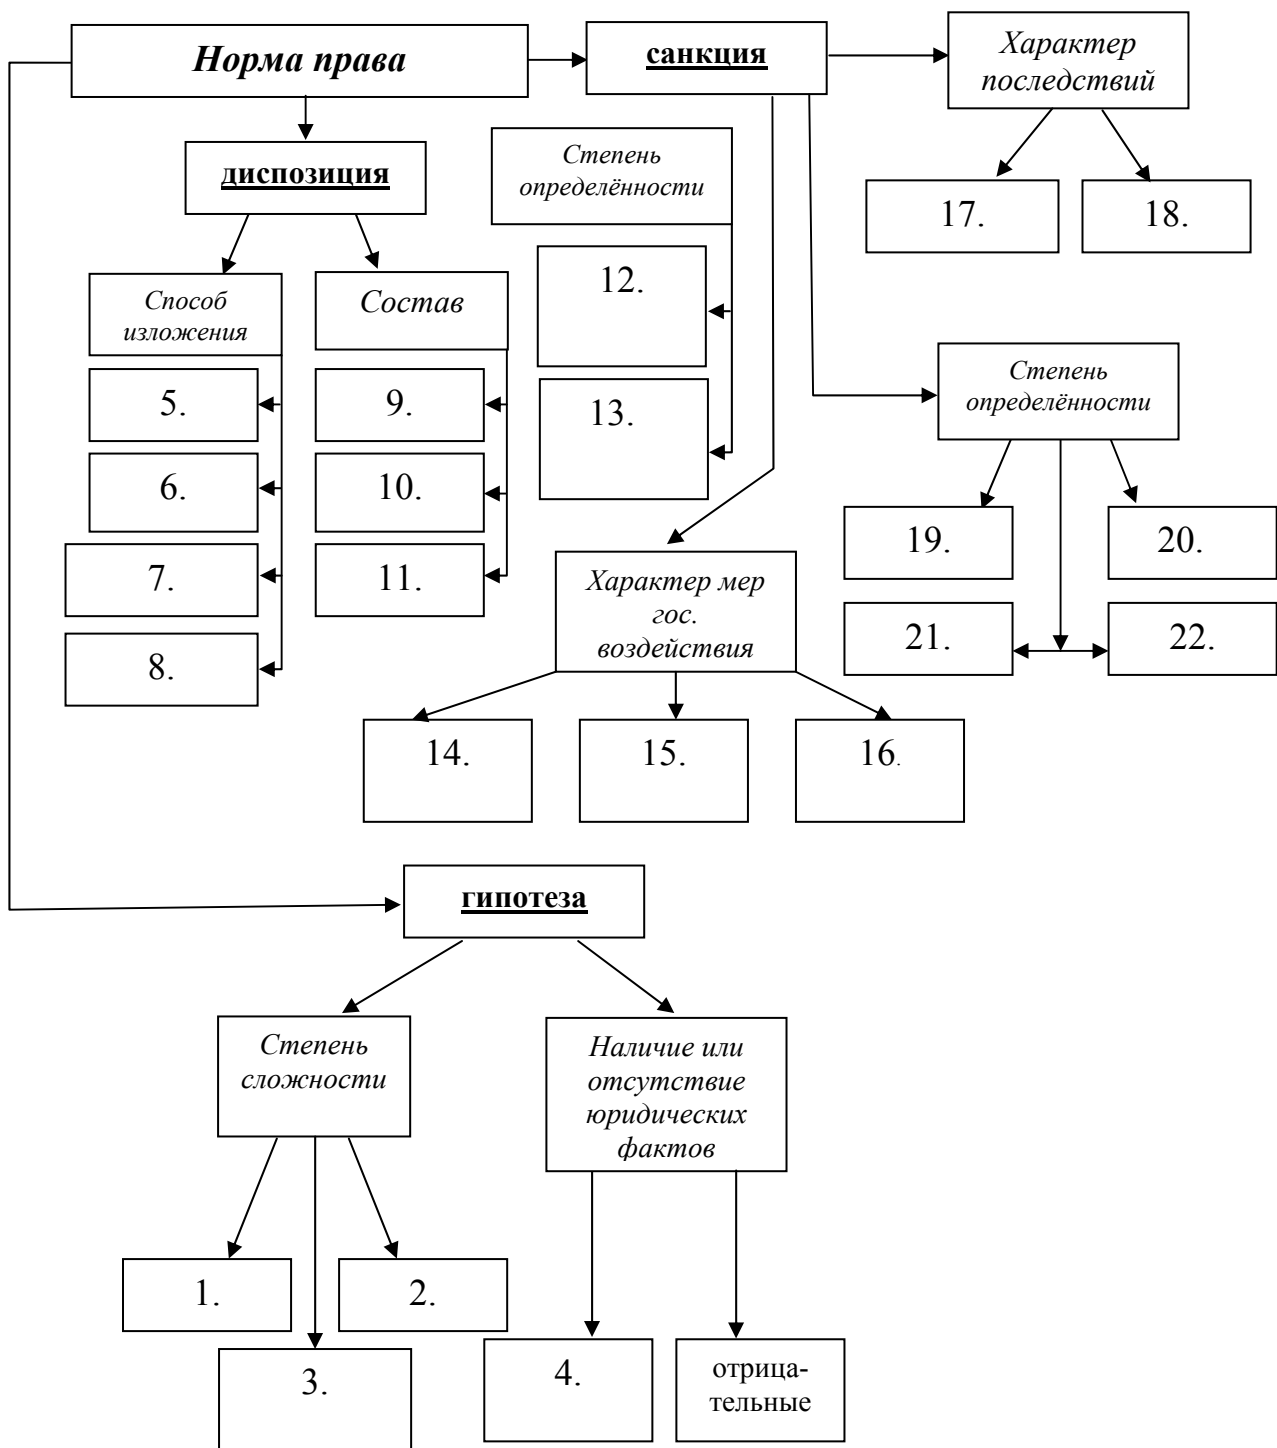 Норма права
санкция
Характер
последствий
диспозиция
Степень
определённости
17.
18.
Способ
изложения
Состав
12.
13.
5.
6.
7.
8.
9.
10.
11.
Степень
определённости
19.
20.
21.
22.
Характер мер
гос.
воздействия
14.
15.
16.
гипотеза
Степень
сложности
Наличие или
отсутствие
юридических
фактов
1.
2.
3.
4.
отрица-
тельные